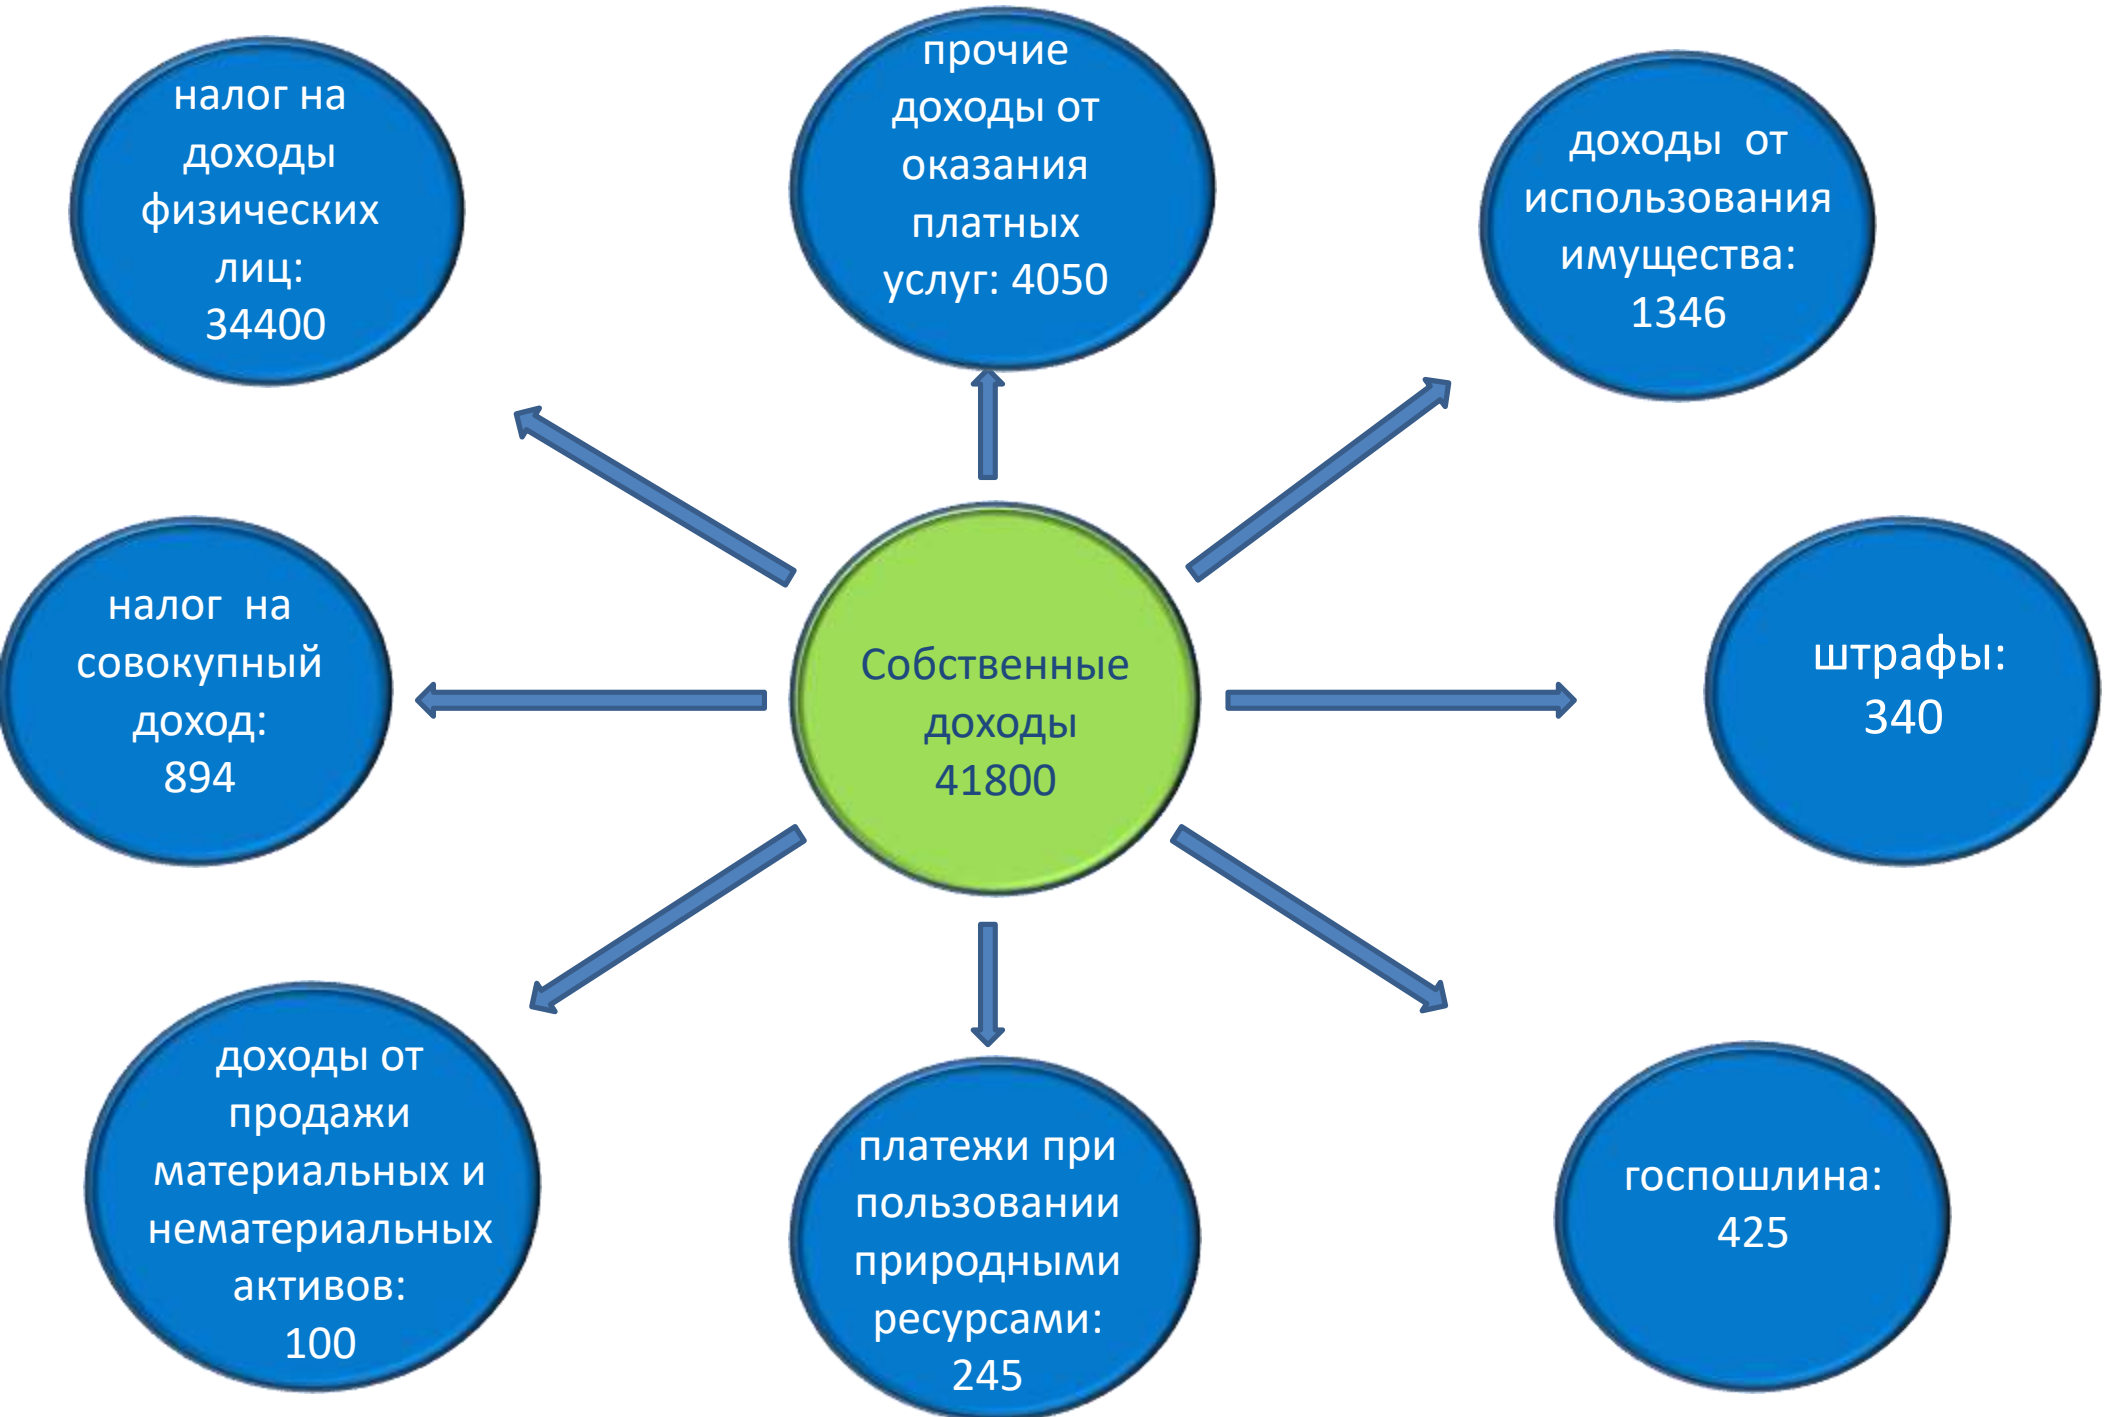 налог на
доходы
физических
лиц:
34400
прочие
доходы от
оказания
платных
услуг: 4050
доходы  от
использования
имущества:
1346
налог  на
совокупный
доход:
894
Собственные
доходы
41800
штрафы:
340
доходы от
продажи
материальных и
нематериальных
активов:
100
платежи при
пользовании
природными
ресурсами:
245
госпошлина:
425